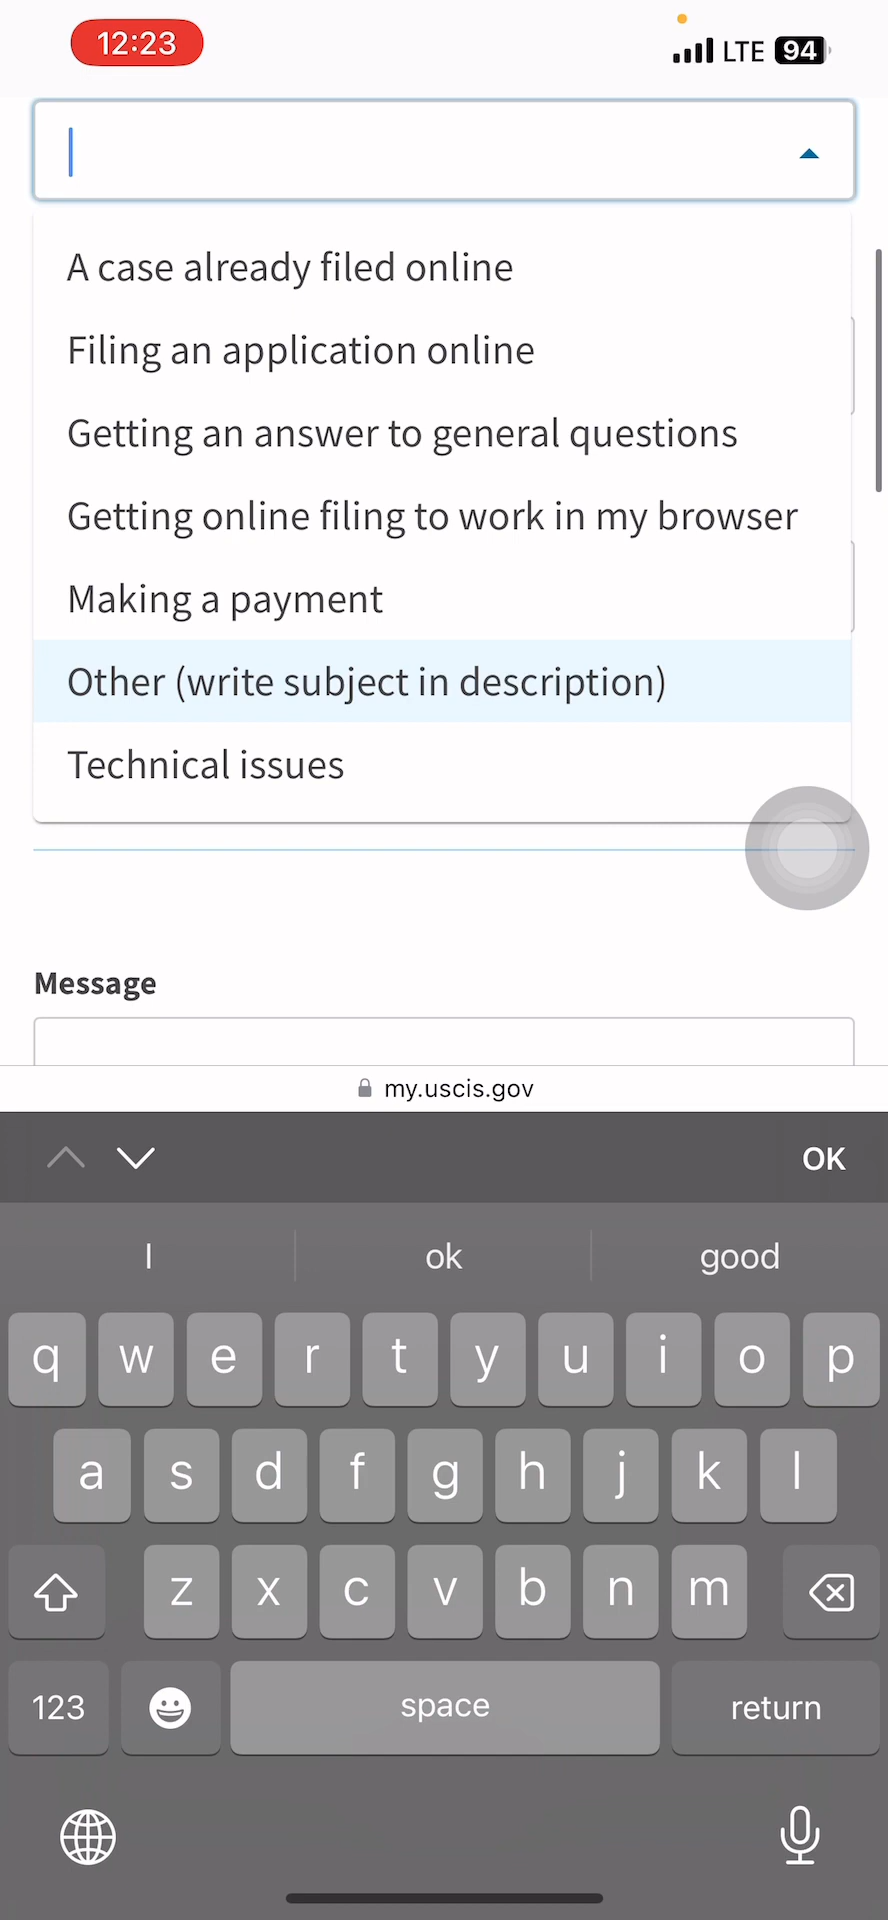 12:23
LTE 94
A case already filed online
Filing an application online
Getting an answer to general questions
Getting online filing to work in my browser
Making a payment
Other (write subject in description)
Technical issues
Message
my.uscis.gov
OK
I ok good
q w e r t y u i o p
a s d f g h j k l
z x c v b n m
123 space return